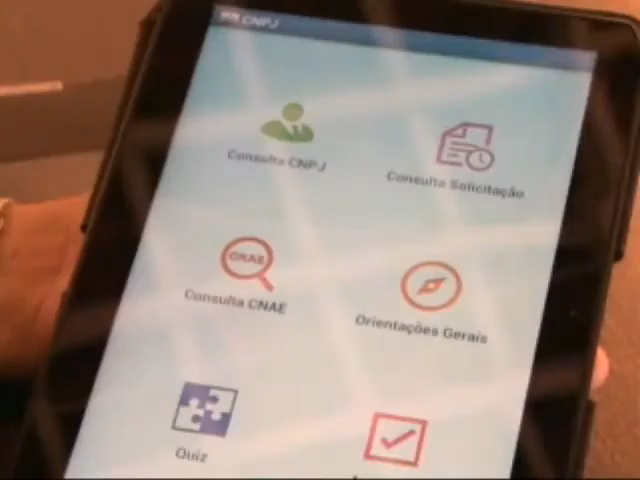 CNPJ
Consulta CNPJ
Consulta Solicitação
CNAE
Consulta CNAE
Orientações Gerais
Quiz